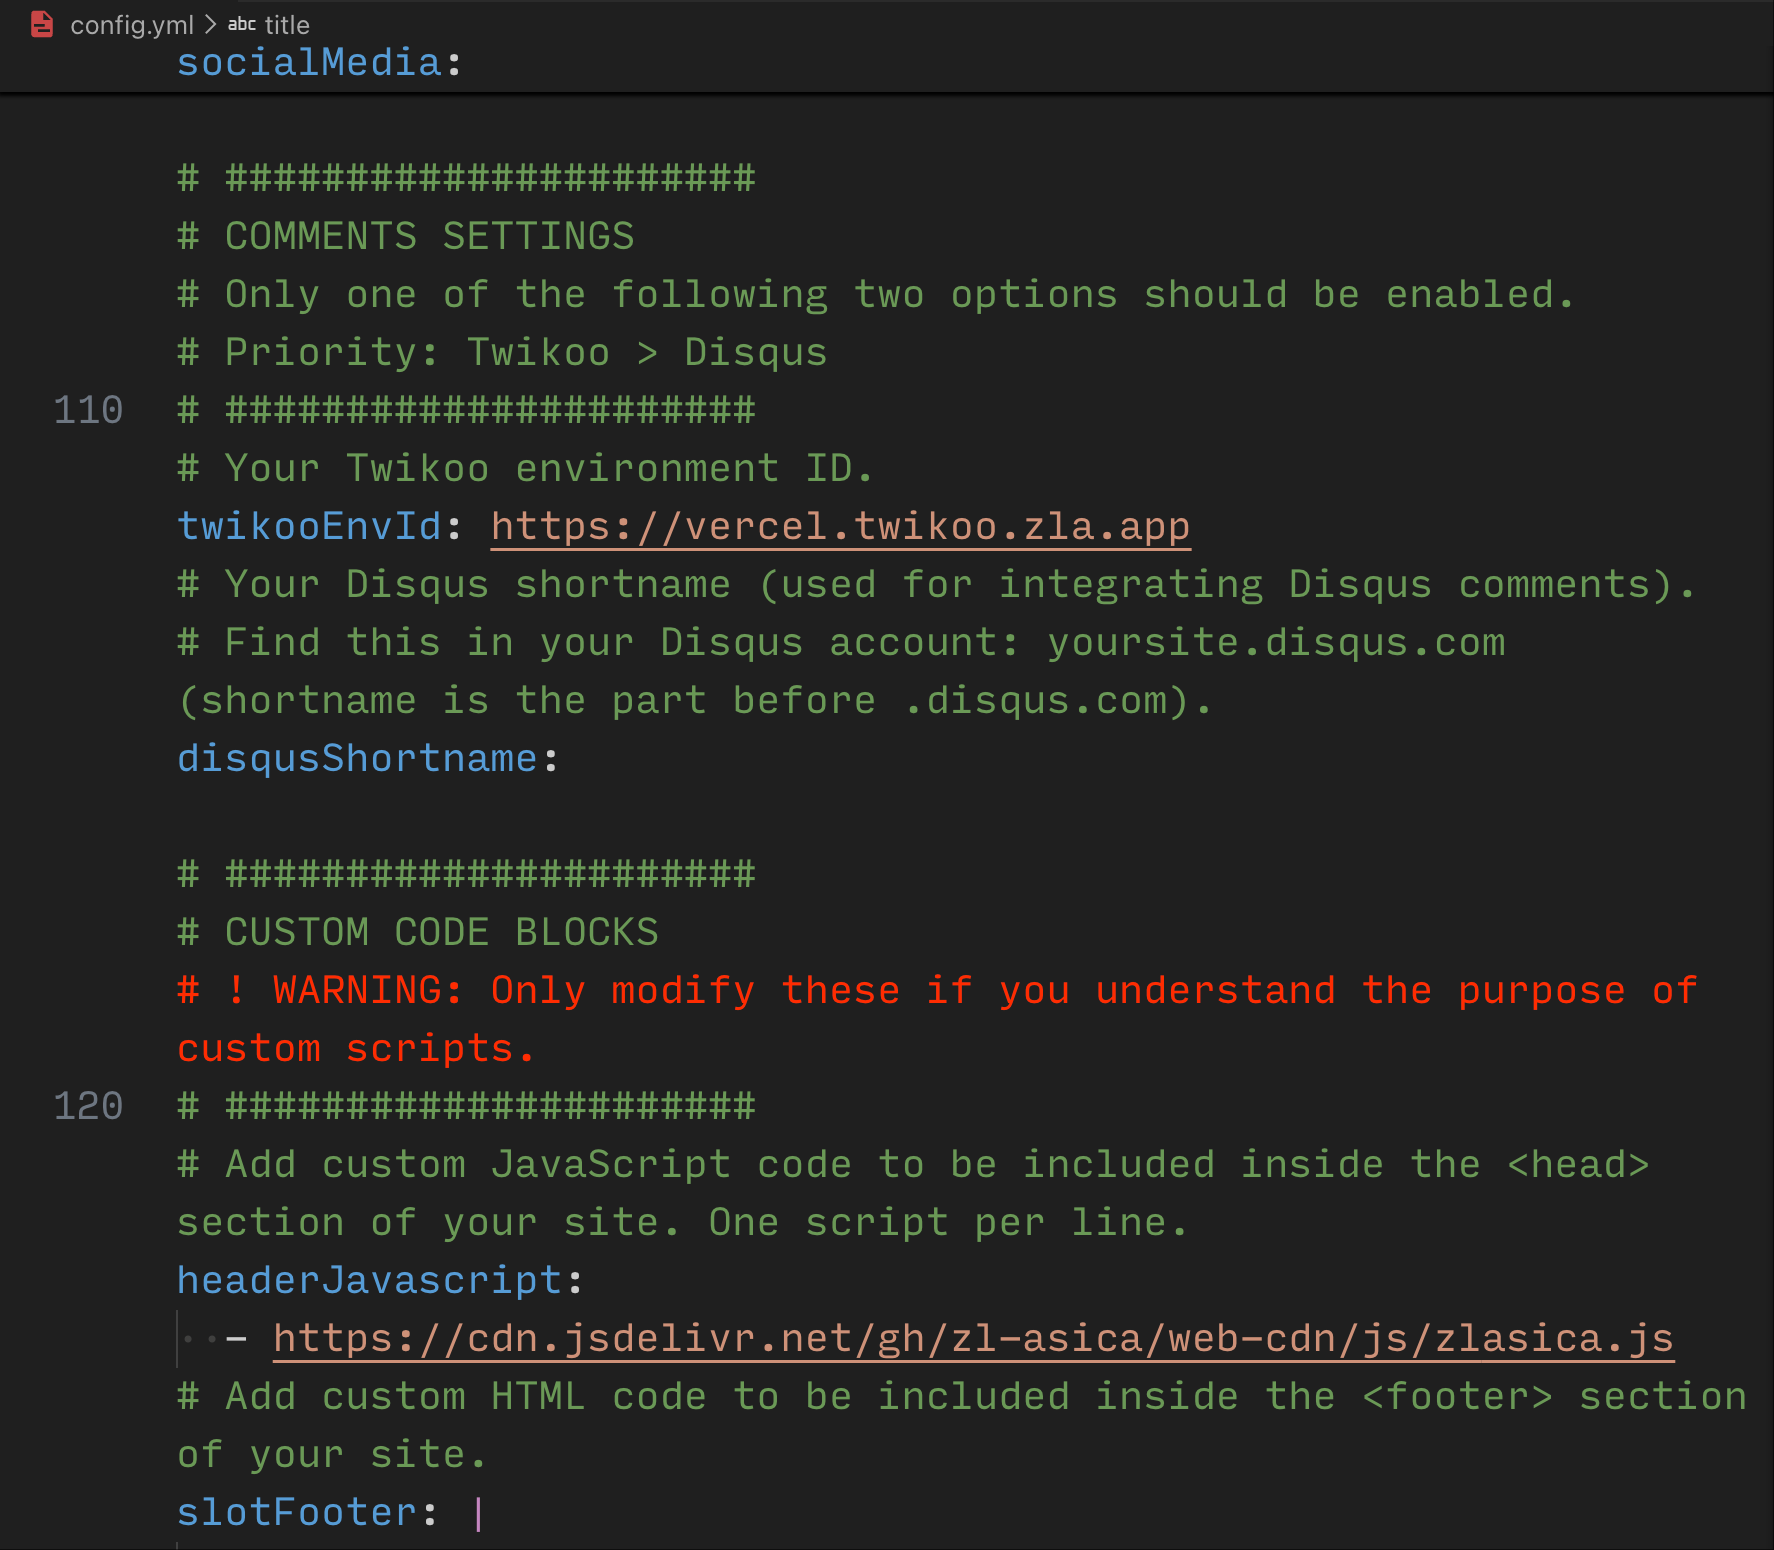 config.yml > abc title
socialMedia:
# ######################
# COMMENTS SETTINGS
# Only one of the following two options should be enabled.
# Priority: Twikoo > Disqus
110 # ######################
# Your Twikoo environment ID.
twikooEnvId: https://vercel.twikoo.zla.app
# Your Disqus shortname (used for integrating Disqus comments).
# Find this in your Disqus account: yoursite.disqus.com
(shortname is the part before .disqus.com).
disqusShortname:
# ######################
# CUSTOM CODE BLOCKS
# ! WARNING: Only modify these if you understand the purpose of
custom scripts.
120 # ######################
# Add custom JavaScript code to be included inside the <head>
section of your site. One script per line.
headerJavascript:
- https://cdn.jsdelivr.net/gh/zl-asica/web-cdn/js/zlasica.js
# Add custom HTML code to be included inside the <footer> section
of your site.
slotFooter: |